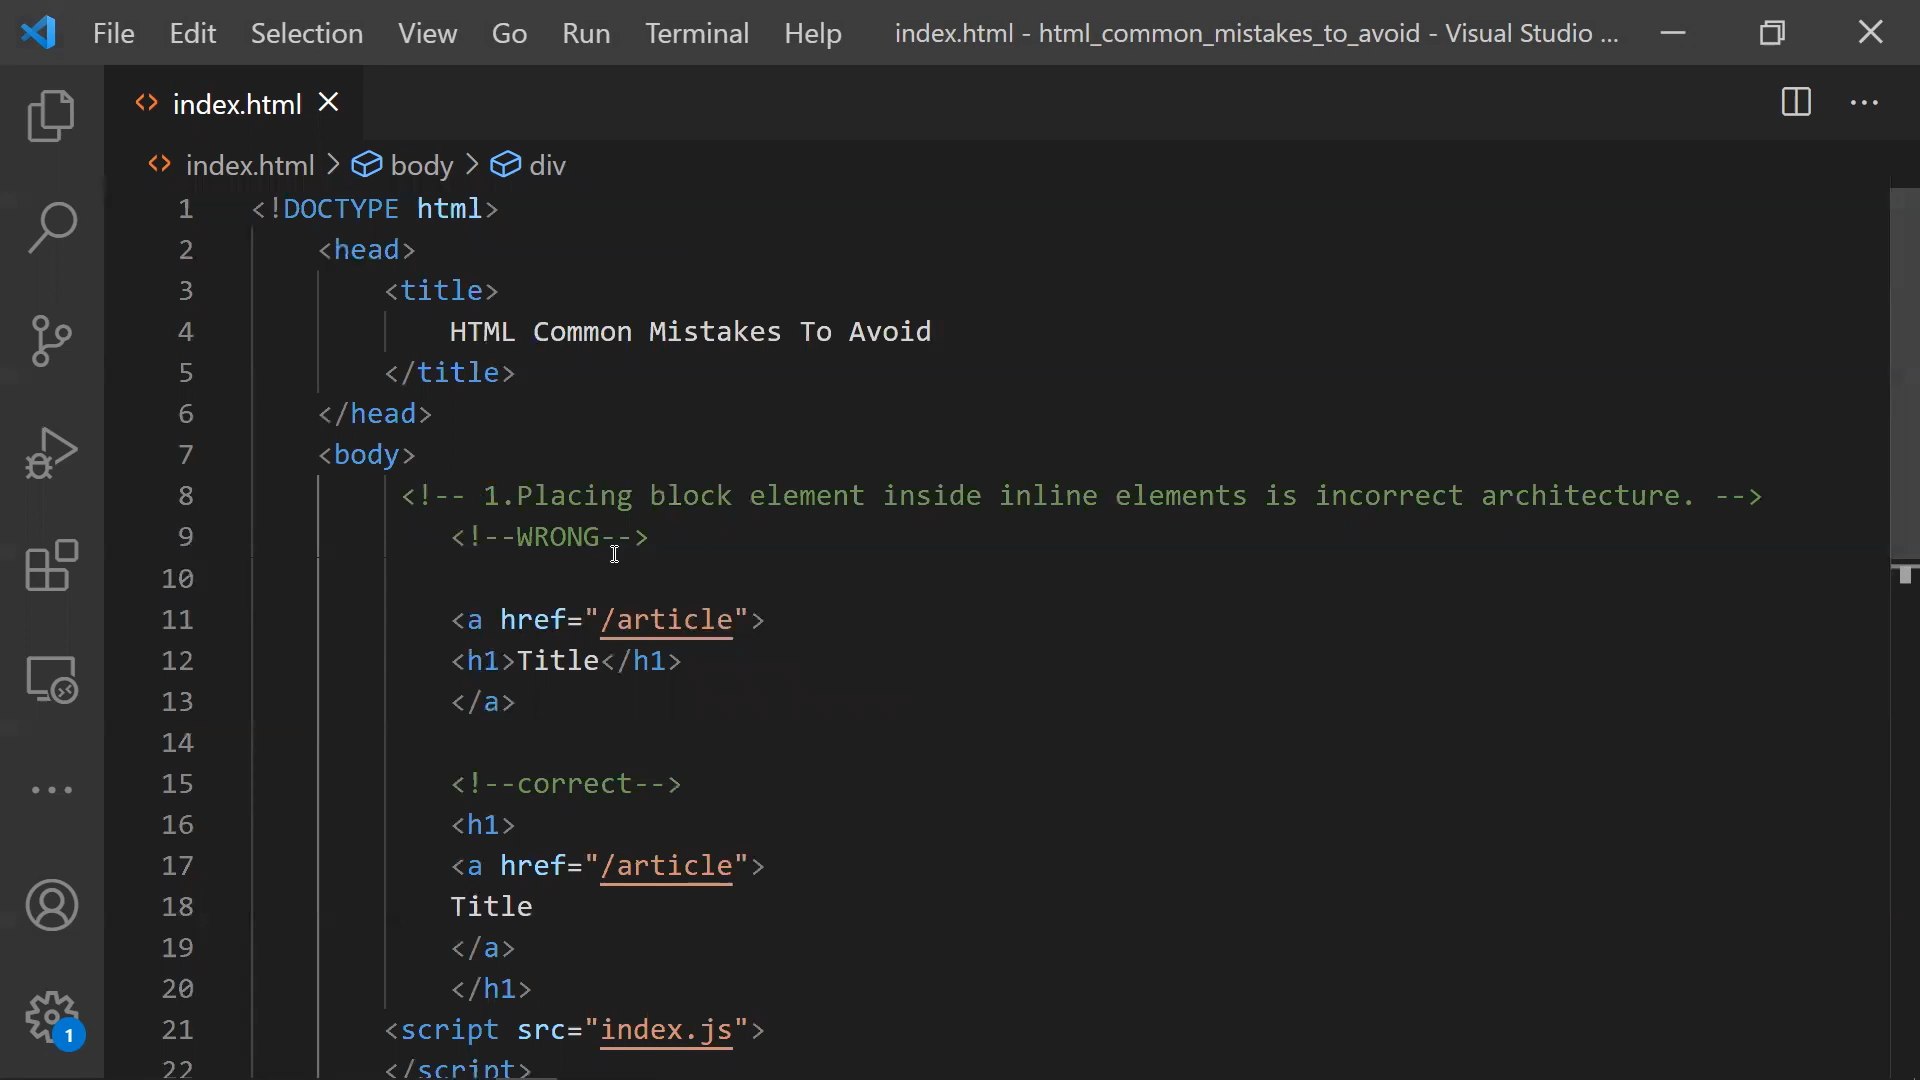 File Edit Selection View Go Run Terminal Help index.html - html_common_mistakes_to_avoid - Visual Studio ...
index.html
index.html > body > div
1 <!DOCTYPE html>
2 <head>
3 <title>
4 HTML Common Mistakes To Avoid
5 </title>
6 </head>
7 <body>
8 <!-- 1.Placing block element inside inline elements is incorrect architecture. -->
9 <!--WRONG-->
10
11 <a href="/article">
12 <h1>Title</h1>
13 </a>
14
15 <!--correct-->
16 <h1>
17 <a href="/article">
18 Title
19 </a>
20 </h1>
21 <script src="index.js">
22 </script>
1